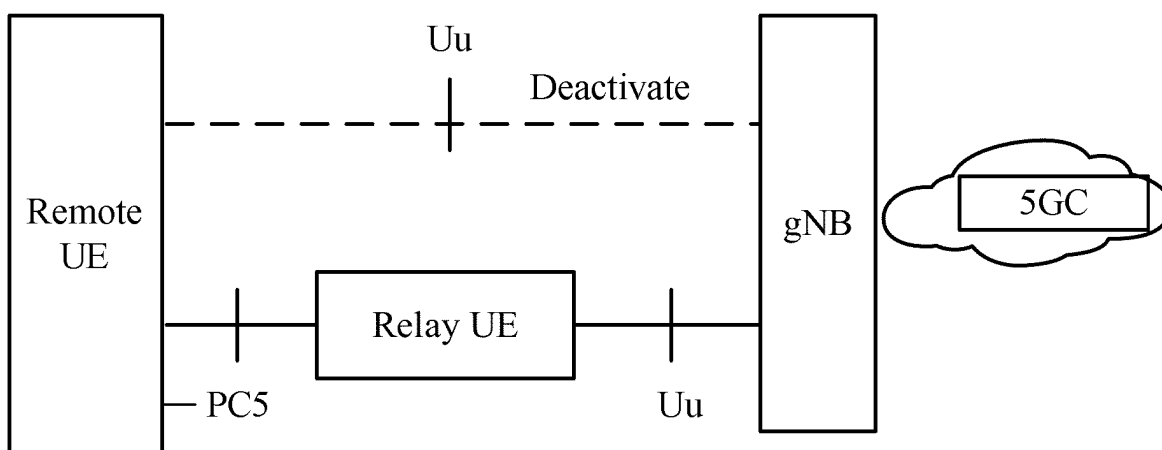 Uu
Deactivate
Remote
UE
gNB
5GC
Relay UE
PC5
Uu